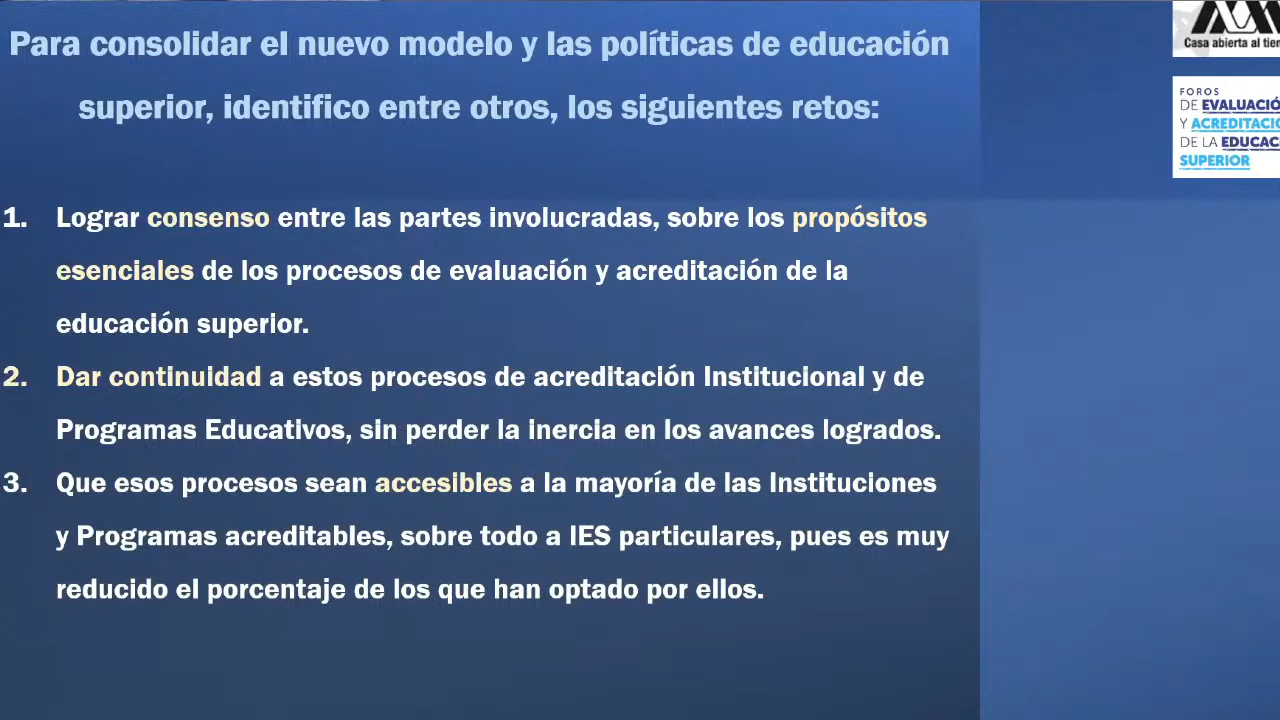 Para consolidar el nuevo modelo y las políticas de educación
superior, identifico entre otros, los siguientes retos:
1. Lograr consenso entre las partes involucradas, sobre los propósitos
esenciales de los procesos de evaluación y acreditación de la
educación superior.
2. Dar continuidad a estos procesos de acreditación Institucional y de
Programas Educativos, sin perder la inercia en los avances logrados.
3. Que esos procesos sean accesibles a la mayoría de las Instituciones
y Programas acreditables, sobre todo a IES particulares, pues es muy
reducido el porcentaje de los que han optado por ellos.
Casa abierta al
FOROS
DE
Y
DE LA
SUPERIOR